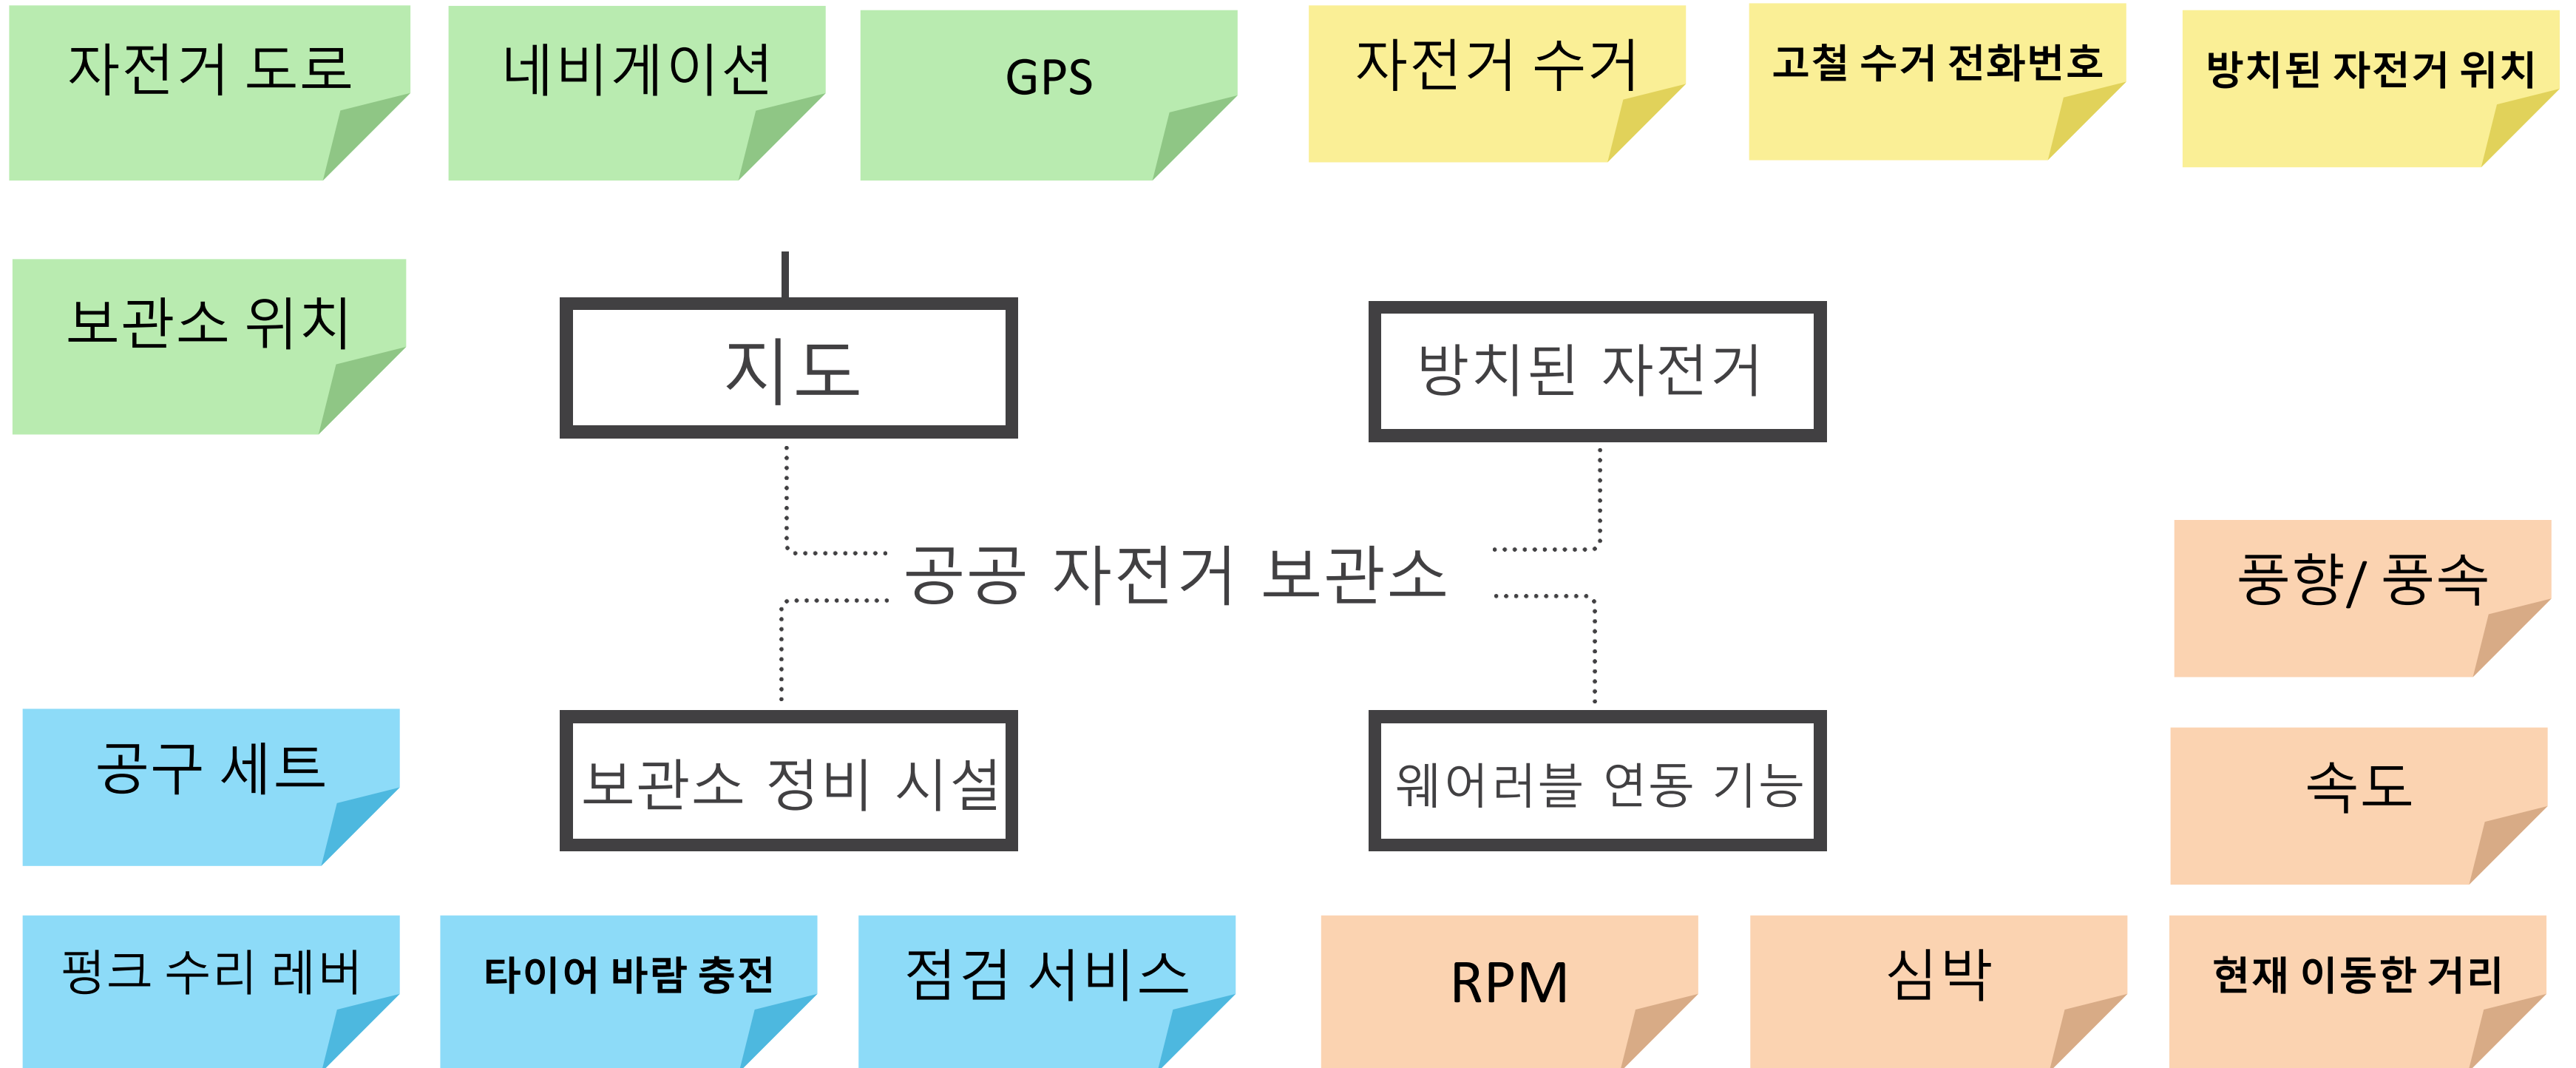 자전거 도로
네비게이션
GPS
자전거 수거
고철 수거 전화번호
방치된 자전거 위치
보관소 위치
지도
방치된 자전거
공공 자전거 보관소
풍향/ 풍속
공구 세트
보관소 정비 시설
웨어러블 연동 기능
속도
펑크 수리 레버
타이어 바람 충전
점검 서비스
RPM
심박
현재 이동한 거리